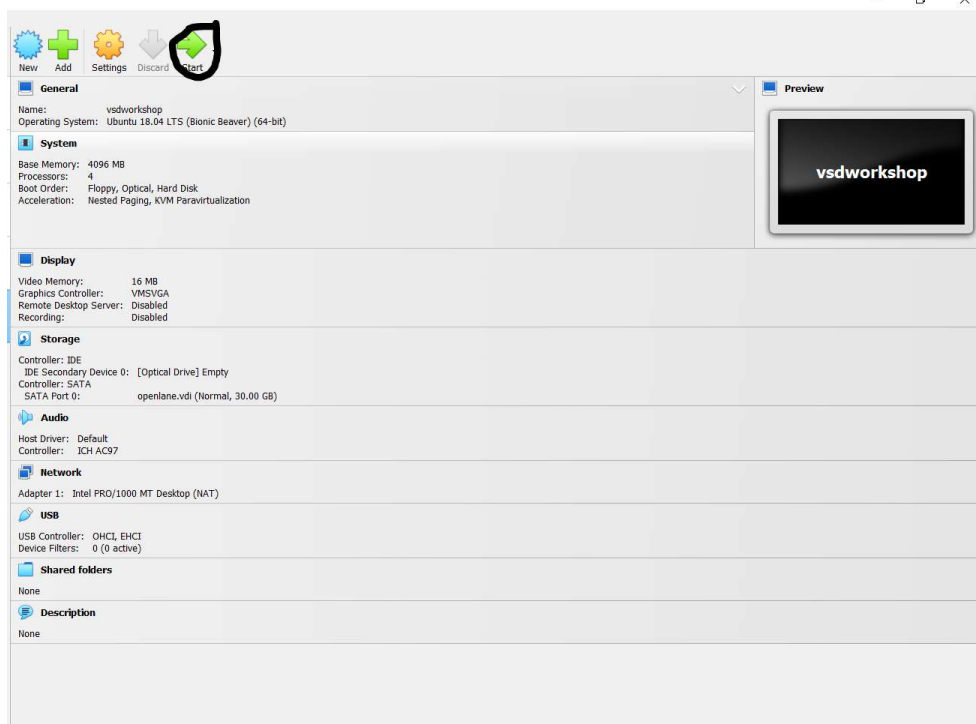 New Add Settings Discard Start
General
Name: vsdworkshop
Operating System: Ubuntu 18.04 LTS (Bionic Beaver) (64-bit)
System
Base Memory: 4096 MB
Processors: 4
Boot Order: Floppy, Optical, Hard Disk
Acceleration: Nested Paging, KVM Paravirtualization
Preview
vsdworkshop
Display
Video Memory: 16 MB
Graphics Controller: VMSVGA
Remote Desktop Server: Disabled
Recording: Disabled
Storage
Controller: IDE
IDE Secondary Device 0: [Optical Drive] Empty
Controller: SATA
SATA Port 0: openlane.vdi (Normal, 30.00 GB)
Audio
Host Driver: Default
Controller: ICH AC97
Network
Adapter 1: Intel PRO/1000 MT Desktop (NAT)
USB
USB Controller: OHCI, EHCI
Device Filters: 0 (0 active)
Shared folders
None
Description
None